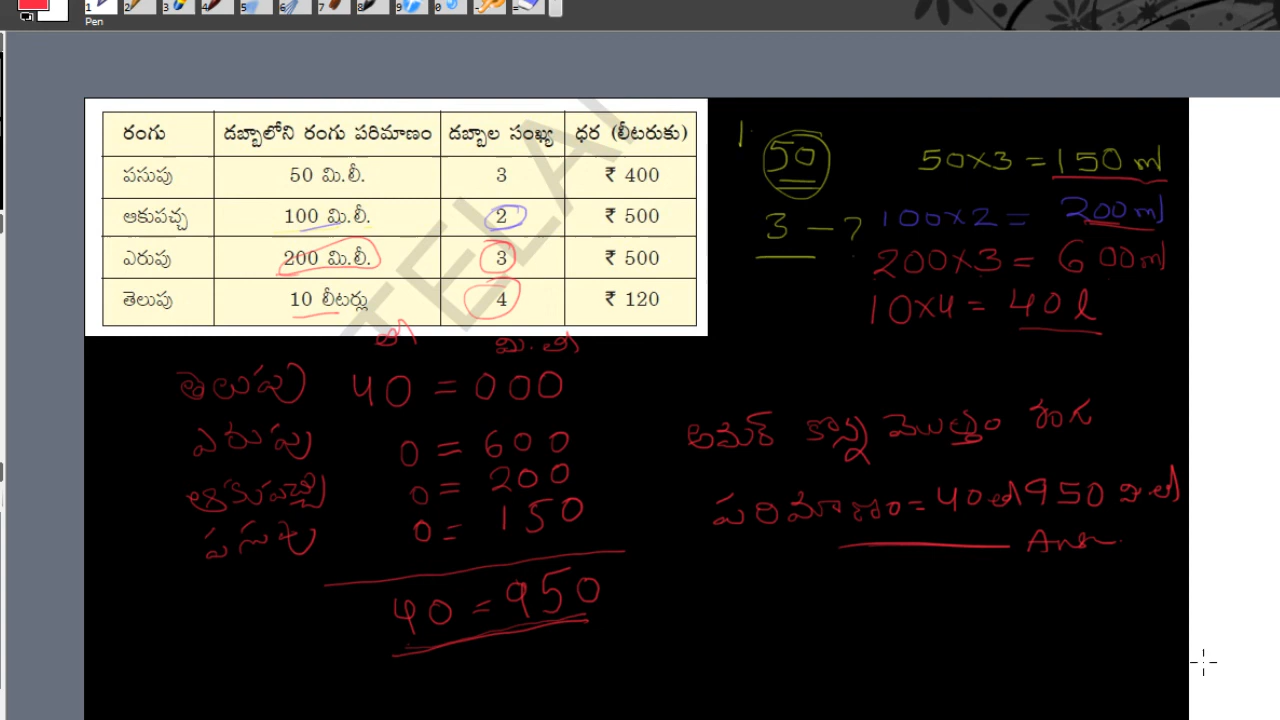 Pen
రంగు డబ్బాలోని రంగు పరిమాణం డబ్బాల సంఖ్య ధర (లీటరుకు)
పసుపు 50 మి.లీ. 3 ₹ 400
ఆకుపచ్చ 100 మి.లీ. 2 ₹ 500
ఎరుపు 200 మి.లీ. 3 ₹ 500
తెలుపు 10 లీటర్లు 4 ₹ 120
1 50 50×3 = 150 ml
3 – ? 100×2 = 200 ml
200×3 = 600 ml
10×4 = 40 l
లీ మి.లీ
తెలుపు 40 = 000
ఎరుపు 0 = 600
ఆకుపచ్చ 0 = 200
పసుపు 0 = 150
40 = 950
అమర్ కొన్న మొత్తం రంగు
పరిమాణం = 40 లీ 950 మి.లీ
Ans